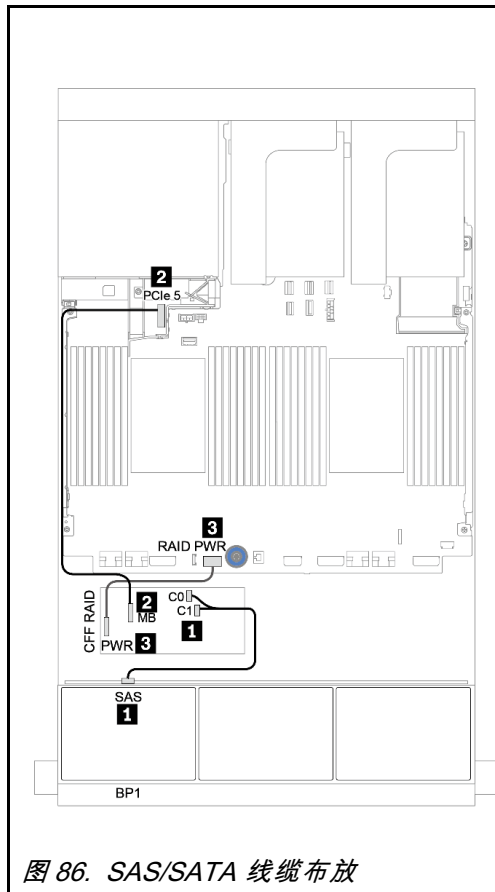 2
PCIe 5
3
RAID PWR
CFF RAID
2
MB
PWR 3
C0
C1
1
SAS
1
BP1
图 86. SAS/SATA 线缆布放